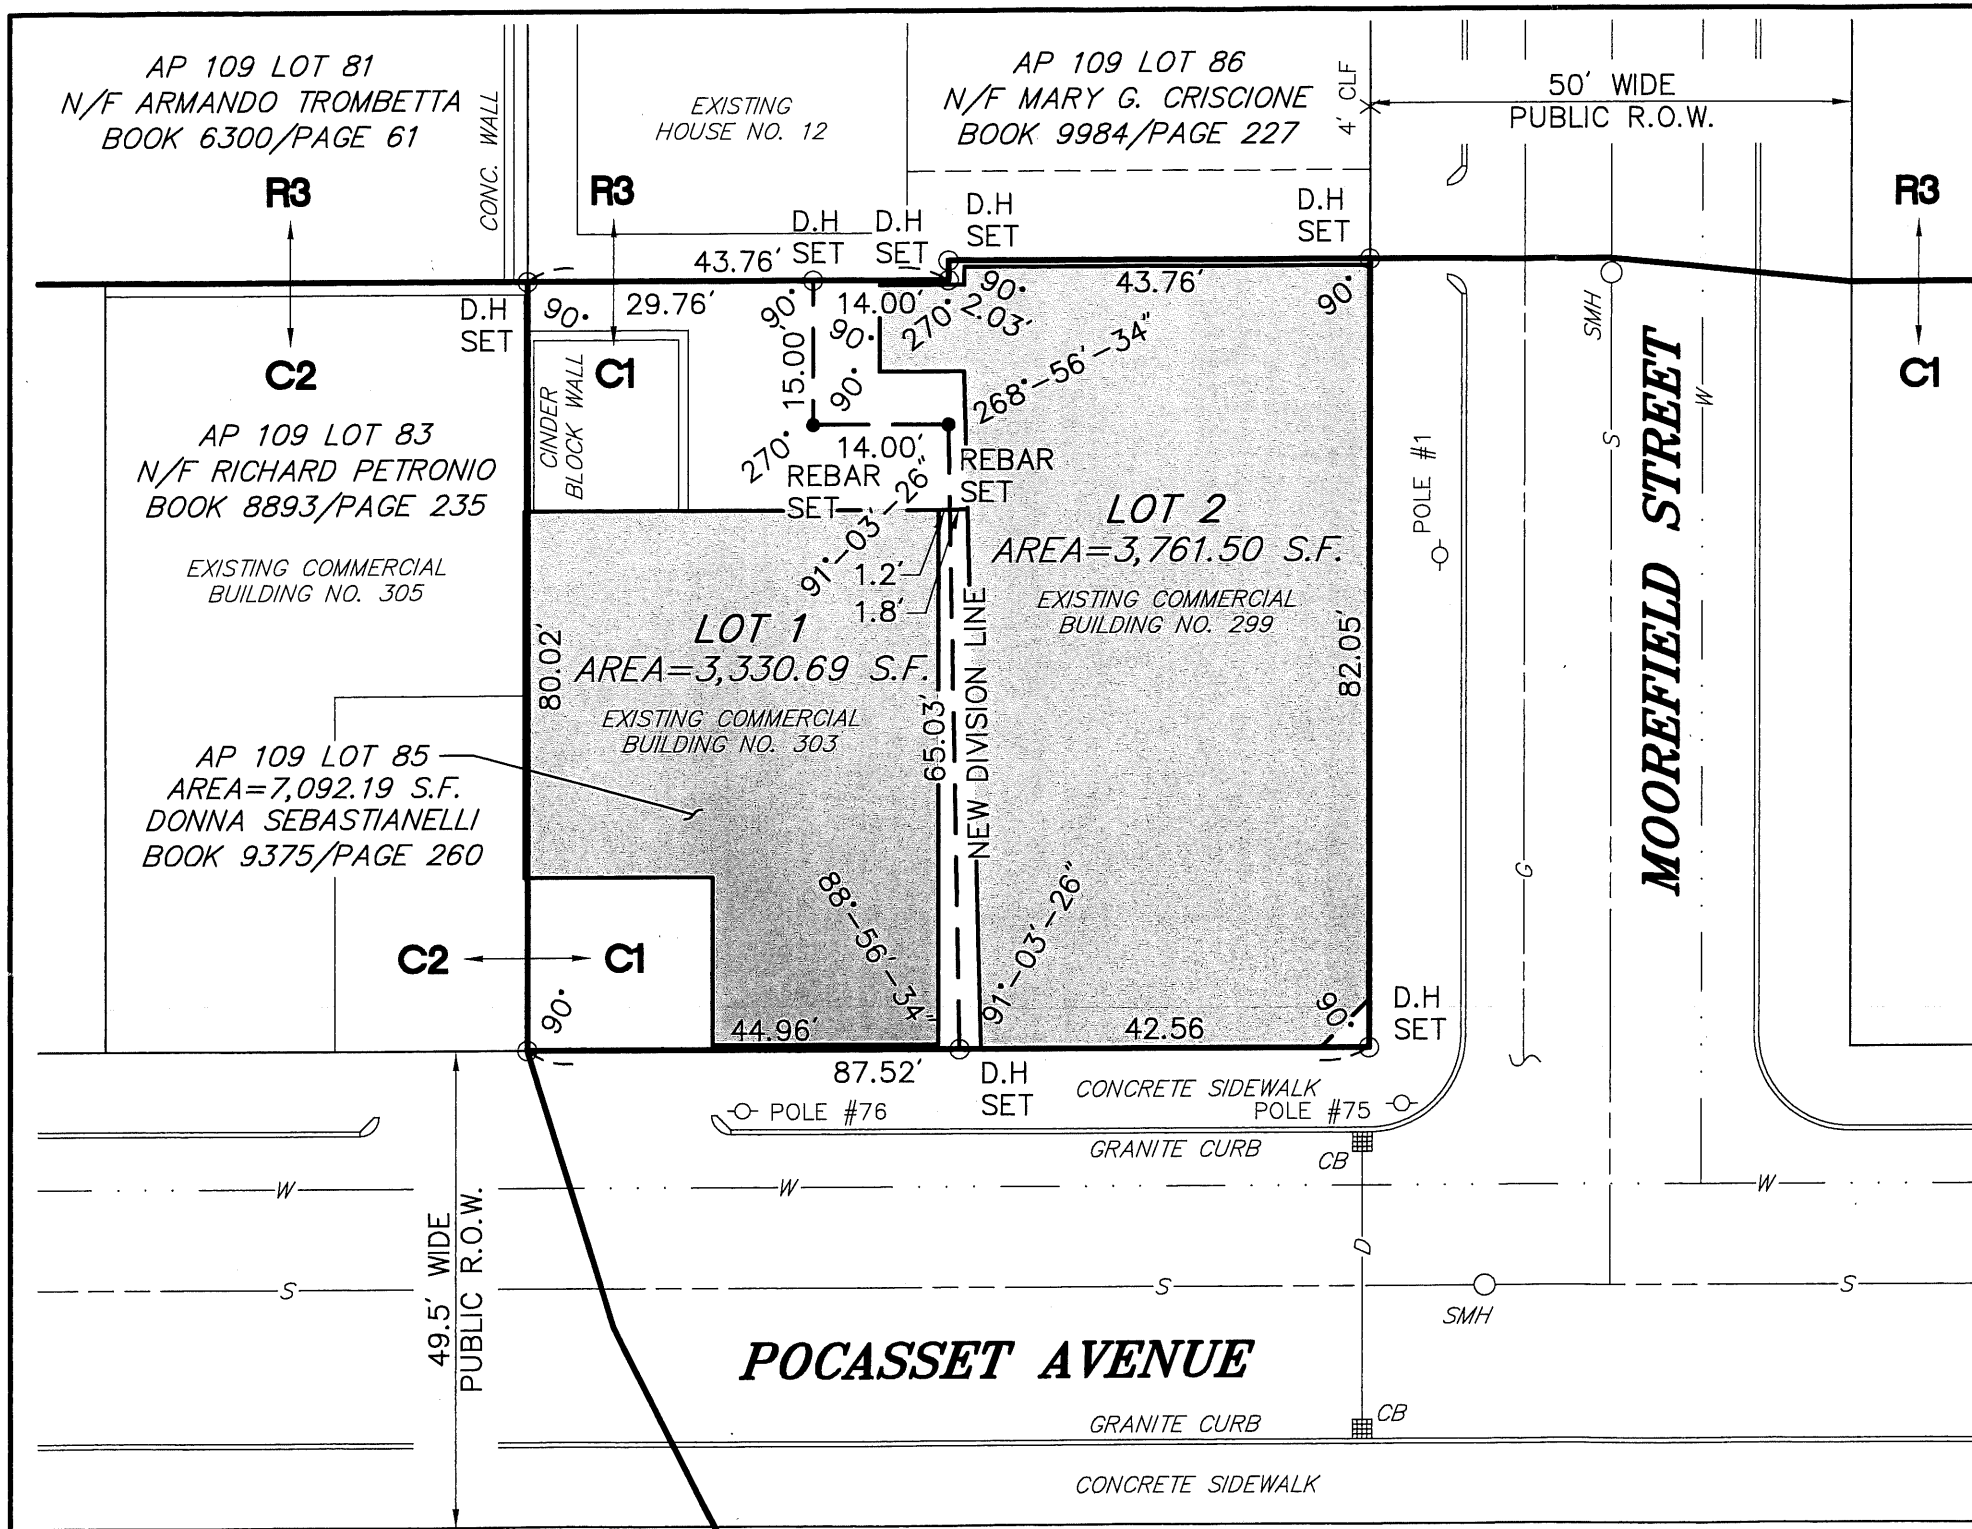 AP 109 LOT 81
N/F ARMANDO TROMBETTA
BOOK 6300/PAGE 61
CONC. WALL
EXISTING
HOUSE NO. 12
AP 109 LOT 86
N/F MARY G. CRISCIONE
BOOK 9984/PAGE 227
4' CLF
50' WIDE
PUBLIC R.O.W.
R3
R3
R3
D.H
SET
D.H
SET
D.H
SET
D.H
SET
43.76'
D.H
SET
90°
29.76'
90°
14.00'
90°
270°
90°
2.03'
43.76'
90°
SMH
C2
C1
C1
CINDER
BLOCK WALL
15.00'
90°
268°-56'-34"
W
AP 109 LOT 83
N/F RICHARD PETRONIO
BOOK 8893/PAGE 235
270°
14.00'
REBAR
SET
REBAR
SET
91°-03'-26"
POLE #1
S
LOT 2
AREA=3,761.50 S.F.
EXISTING COMMERCIAL
BUILDING NO. 299
EXISTING COMMERCIAL
BUILDING NO. 305
1.2'
1.8'
LOT 1
AREA=3,330.69 S.F.
EXISTING COMMERCIAL
BUILDING NO. 303
80.02'
65.03'
NEW DIVISION LINE
82.05'
MOOREFIELD STREET
AP 109 LOT 85
AREA=7,092.19 S.F.
DONNA SEBASTIANELLI
BOOK 9375/PAGE 260
G
C2
C1
90°
88°-56'-34"
91°-03'-26"
90°
D.H
SET
44.96'
42.56
87.52'
D.H
SET
CONCRETE SIDEWALK
POLE #76
POLE #75
GRANITE CURB
CB
W
W
W
49.5' WIDE
PUBLIC R.O.W.
D
S
S
S
SMH
POCASSET AVENUE
GRANITE CURB
CB
CONCRETE SIDEWALK